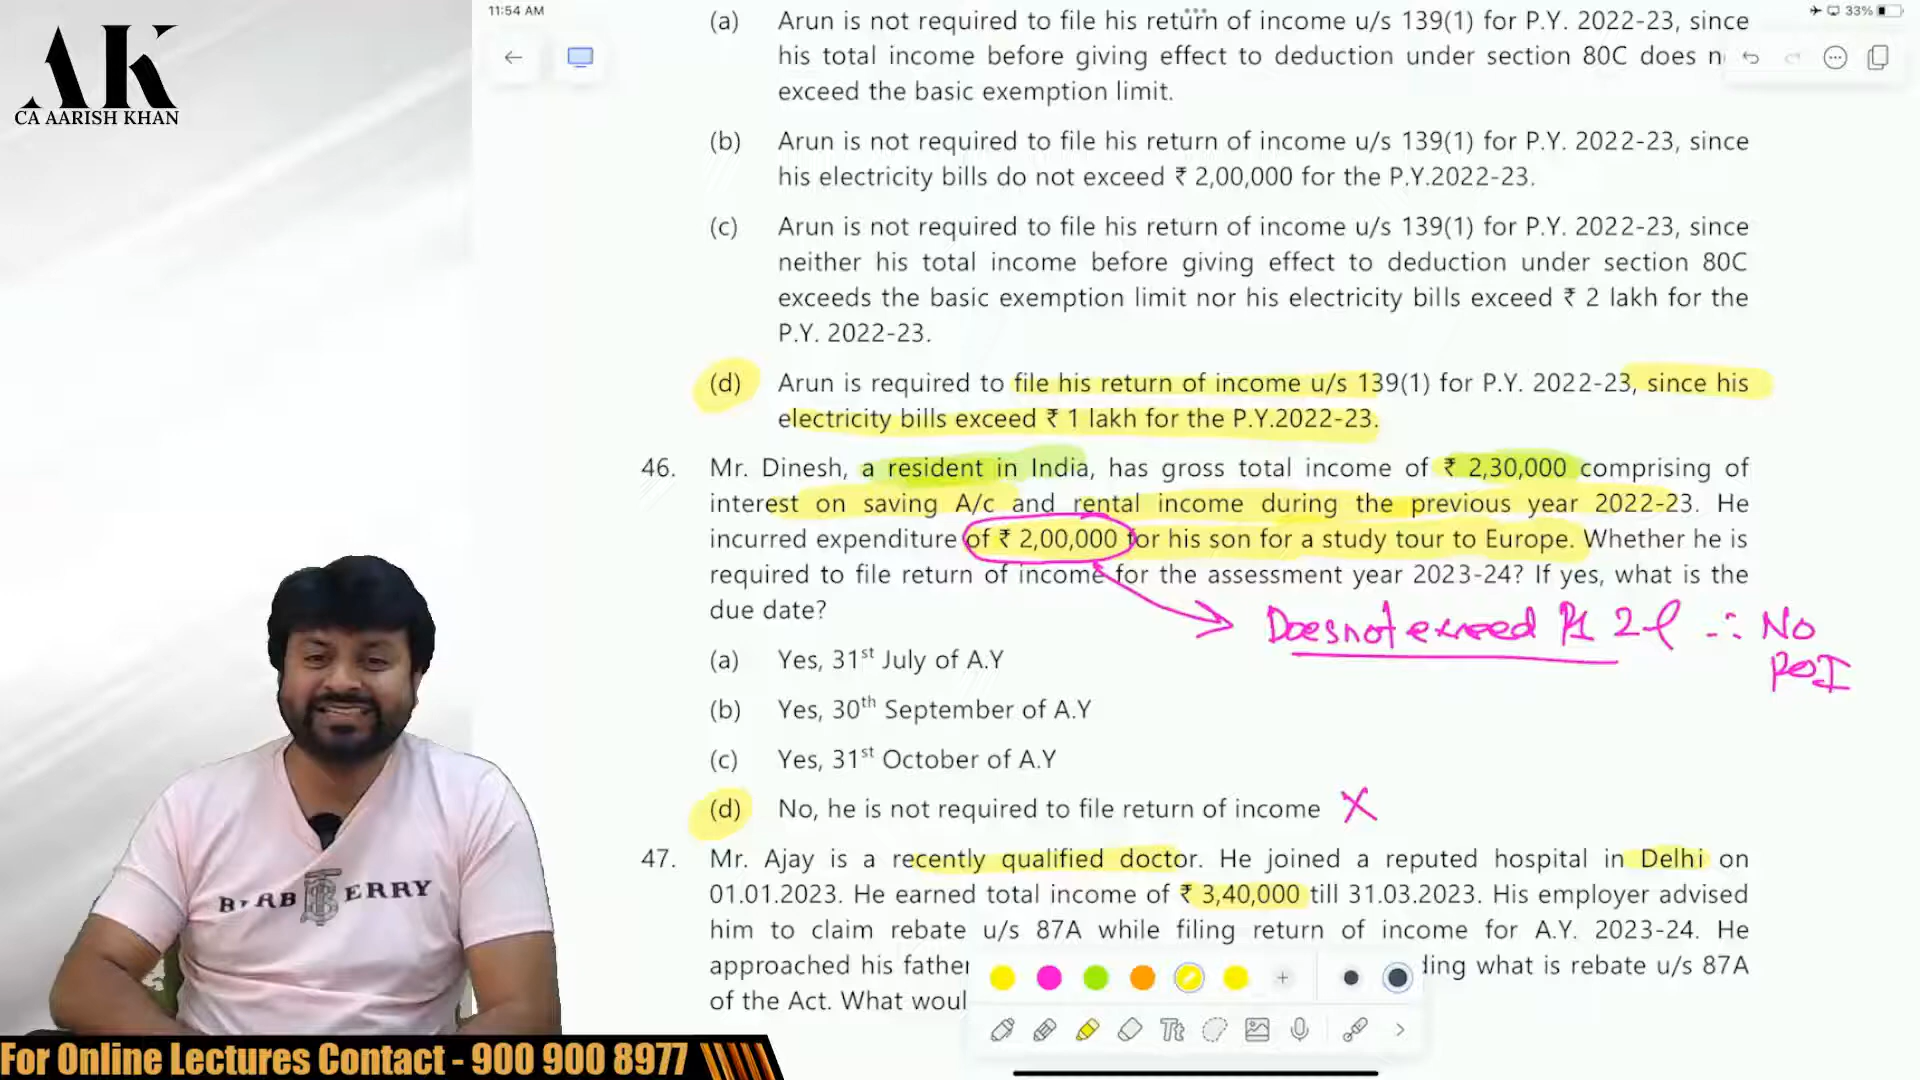 11:54 AM
33%
AK
CA AARISH KHAN
(a) Arun is not required to file his return of income u/s 139(1) for P.Y. 2022-23, since
his total income before giving effect to deduction under section 80C does
exceed the basic exemption limit.
(b) Arun is not required to file his return of income u/s 139(1) for P.Y. 2022-23, since
his electricity bills do not exceed ₹ 2,00,000 for the P.Y.2022-23.
(c) Arun is not required to file his return of income u/s 139(1) for P.Y. 2022-23, since
neither his total income before giving effect to deduction under section 80C
exceeds the basic exemption limit nor his electricity bills exceed ₹ 2 lakh for the
P.Y. 2022-23.
(d) Arun is required to file his return of income u/s 139(1) for P.Y. 2022-23, since his
electricity bills exceed ₹ 1 lakh for the P.Y.2022-23.
46. Mr. Dinesh, a resident in India, has gross total income of ₹ 2,30,000 comprising of
interest on saving A/c and rental income during the previous year 2022-23. He
incurred expenditure of ₹ 2,00,000 for his son for a study tour to Europe. Whether he is
required to file return of income for the assessment year 2023-24? If yes, what is the
due date?
Does not exceed Rs 2l ∴ No
ROI
(a) Yes, 31st July of A.Y
(b) Yes, 30th September of A.Y
(c) Yes, 31st October of A.Y
(d) No, he is not required to file return of income X
47. Mr. Ajay is a recently qualified doctor. He joined a reputed hospital in Delhi on
01.01.2023. He earned total income of ₹ 3,40,000 till 31.03.2023. His employer advised
him to claim rebate u/s 87A while filing return of income for A.Y. 2023-24. He
approached his father ding what is rebate u/s 87A
of the Act. What woul
Tt
BERRY
For Online Lectures Contact - 900 900 8977